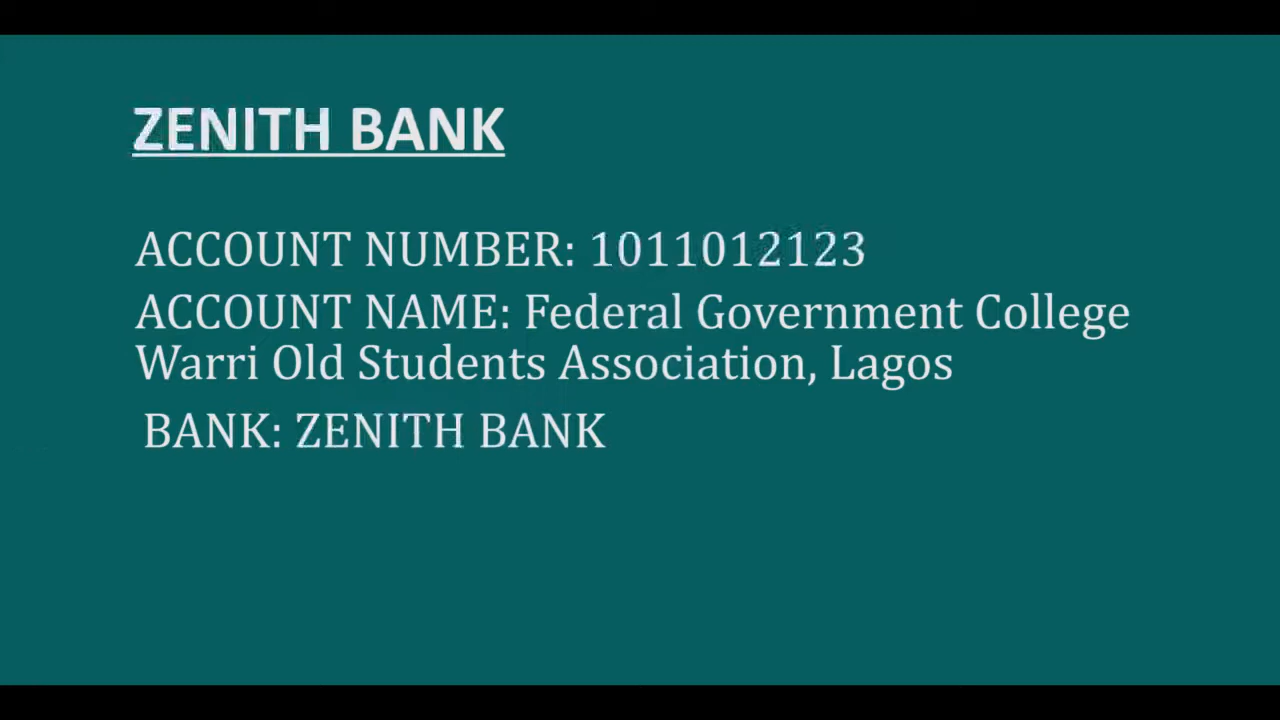 ZENITH BANK
ACCOUNT NUMBER: 1011012123
ACCOUNT NAME: Federal Government College
Warri Old Students Association, Lagos
BANK: ZENITH BANK